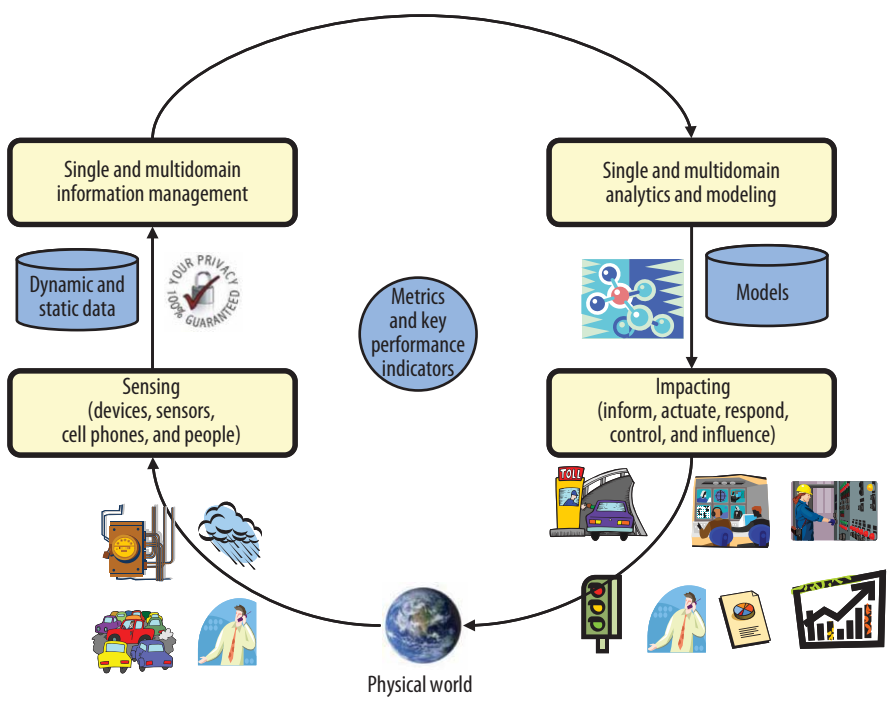 Single and multidomain
information management
Single and multidomain
analytics and modeling
Dynamic and
static data
YOUR PRIVACY
100% GUARANTEED
Metrics
and key
performance
indicators
Models
Sensing
(devices, sensors,
cell phones, and people)
Impacting
(inform, actuate, respond,
control, and influence)
TOLL
Physical world